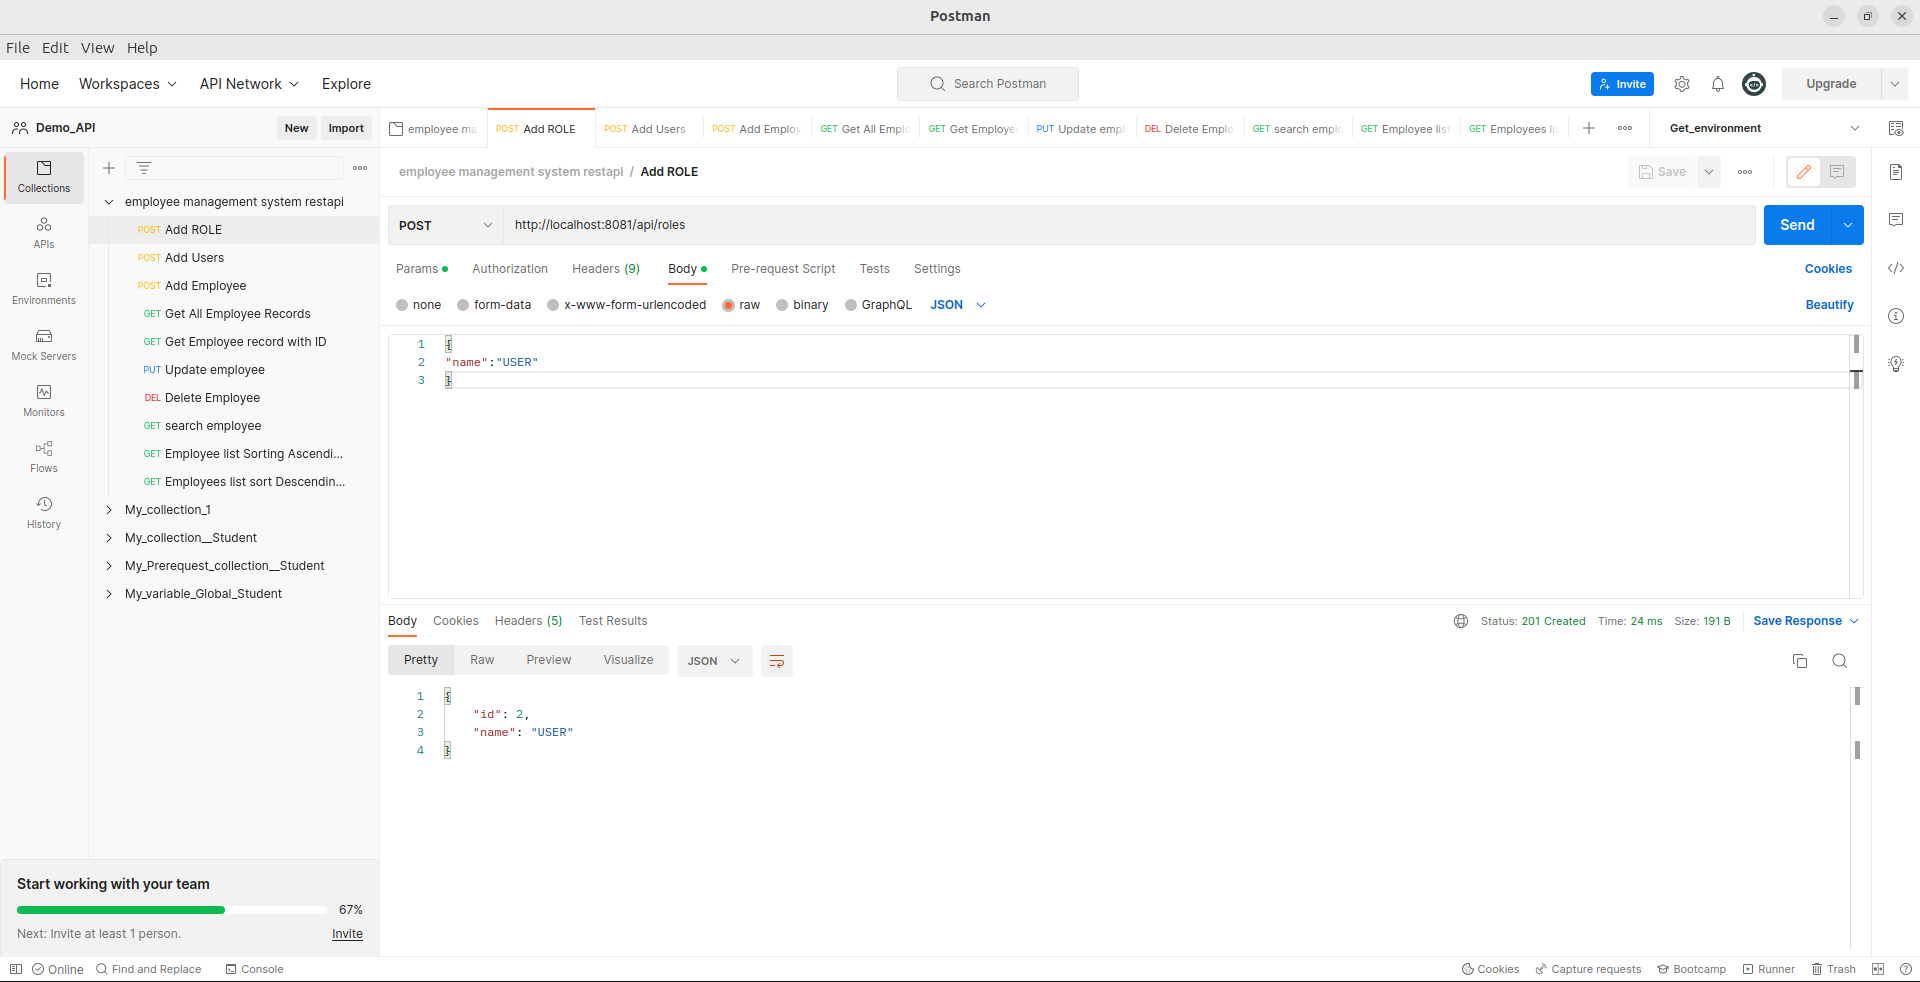 Postman
File Edit View Help
Home Workspaces API Network Explore Search Postman Invite Upgrade
Demo_API New Import
employee ma POST Add ROLE POST Add Users POST Add Employ GET Get All Empl GET Get Employe PUT Update empl DEL Delete Emplo GET search emplo GET Employee list GET Employees li Get_environment
Collections
APIs
Environments
Mock Servers
Monitors
Flows
History
employee management system restapi
POST Add ROLE
POST Add Users
POST Add Employee
GET Get All Employee Records
GET Get Employee record with ID
PUT Update employee
DEL Delete Employee
GET search employee
GET Employee list Sorting Ascendi...
GET Employees list sort Descendin...
My_collection_1
My_collection__Student
My_Prerequest_collection__Student
My_variable_Global_Student
Start working with your team
67%
Next: Invite at least 1 person. Invite
employee management system restapi / Add ROLE Save
POST http://localhost:8081/api/roles Send
Params Authorization Headers (9) Body Pre-request Script Tests Settings Cookies
none form-data x-www-form-urlencoded raw binary GraphQL JSON Beautify
1 {
2 "name":"USER"
3 }
Body Cookies Headers (5) Test Results Status: 201 Created Time: 24 ms Size: 191 B Save Response
Pretty Raw Preview Visualize JSON
1 {
2 "id": 2,
3 "name": "USER"
4 }
Online Find and Replace Console Cookies Capture requests Bootcamp Runner Trash